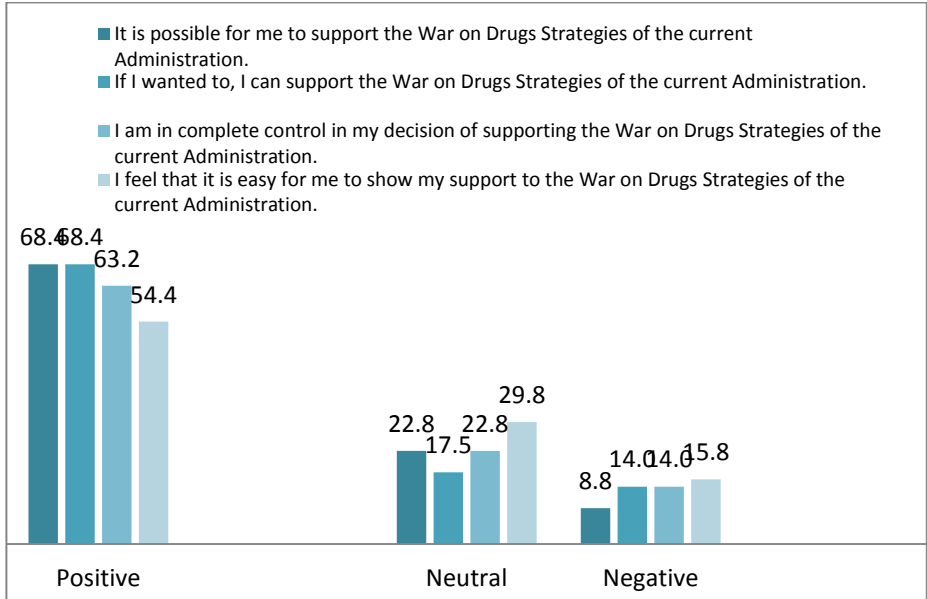 It is possible for me to support the War on Drugs Strategies of the current
Administration.
If I wanted to, I can support the War on Drugs Strategies of the current Administration.
I am in complete control in my decision of supporting the War on Drugs Strategies of the
current Administration.
I feel that it is easy for me to show my support to the War on Drugs Strategies of the
current Administration.
68.4 68.4 63.2 54.4
22.8 17.5 22.8 29.8
8.8 14.0 14.0 15.8
Positive Neutral Negative